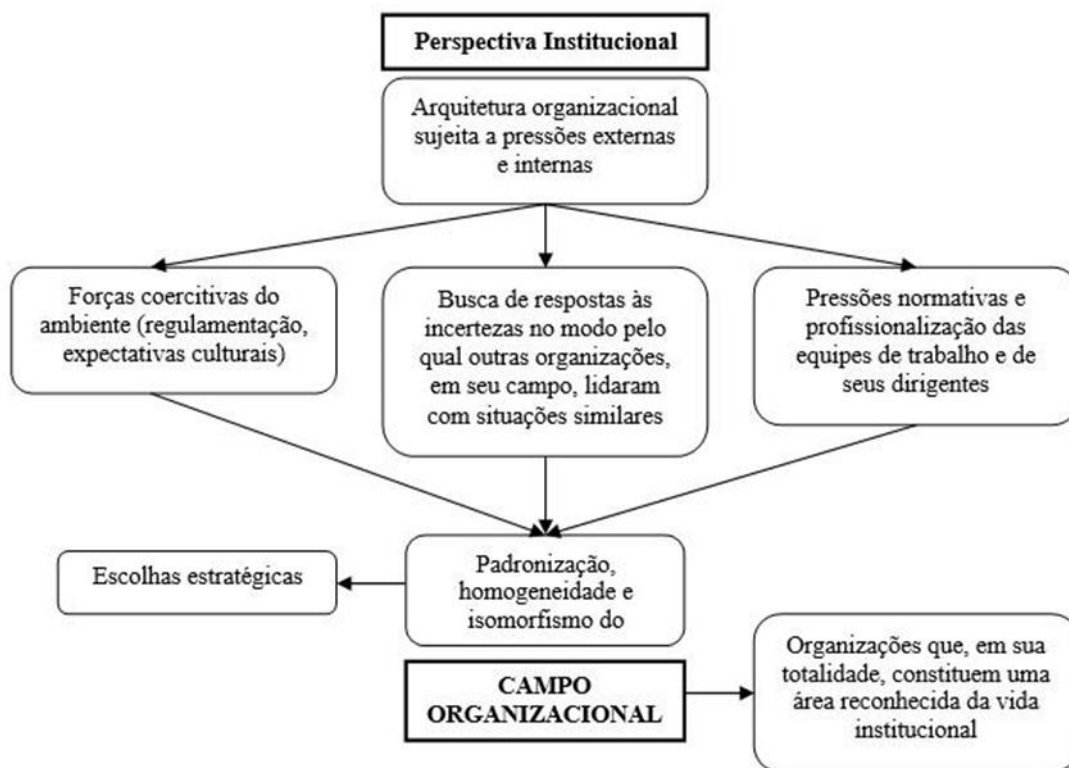 Perspectiva Institucional
Arquitetura organizacional
sujeita a pressões externas
e internas
Forças coercitivas do
ambiente (regulamentação,
expectativas culturais)
Busca de respostas às
incertezas no modo pelo
qual outras organizações,
em seu campo, lidaram
com situações similares
Pressões normativas e
profissionalização das
equipes de trabalho e de
seus dirigentes
Escolhas estratégicas
Padronização,
homogeneidade e
isomorfismo do
CAMPO
ORGANIZACIONAL
Organizações que, em sua
totalidade, constituem uma
área reconhecida da vida
institucional